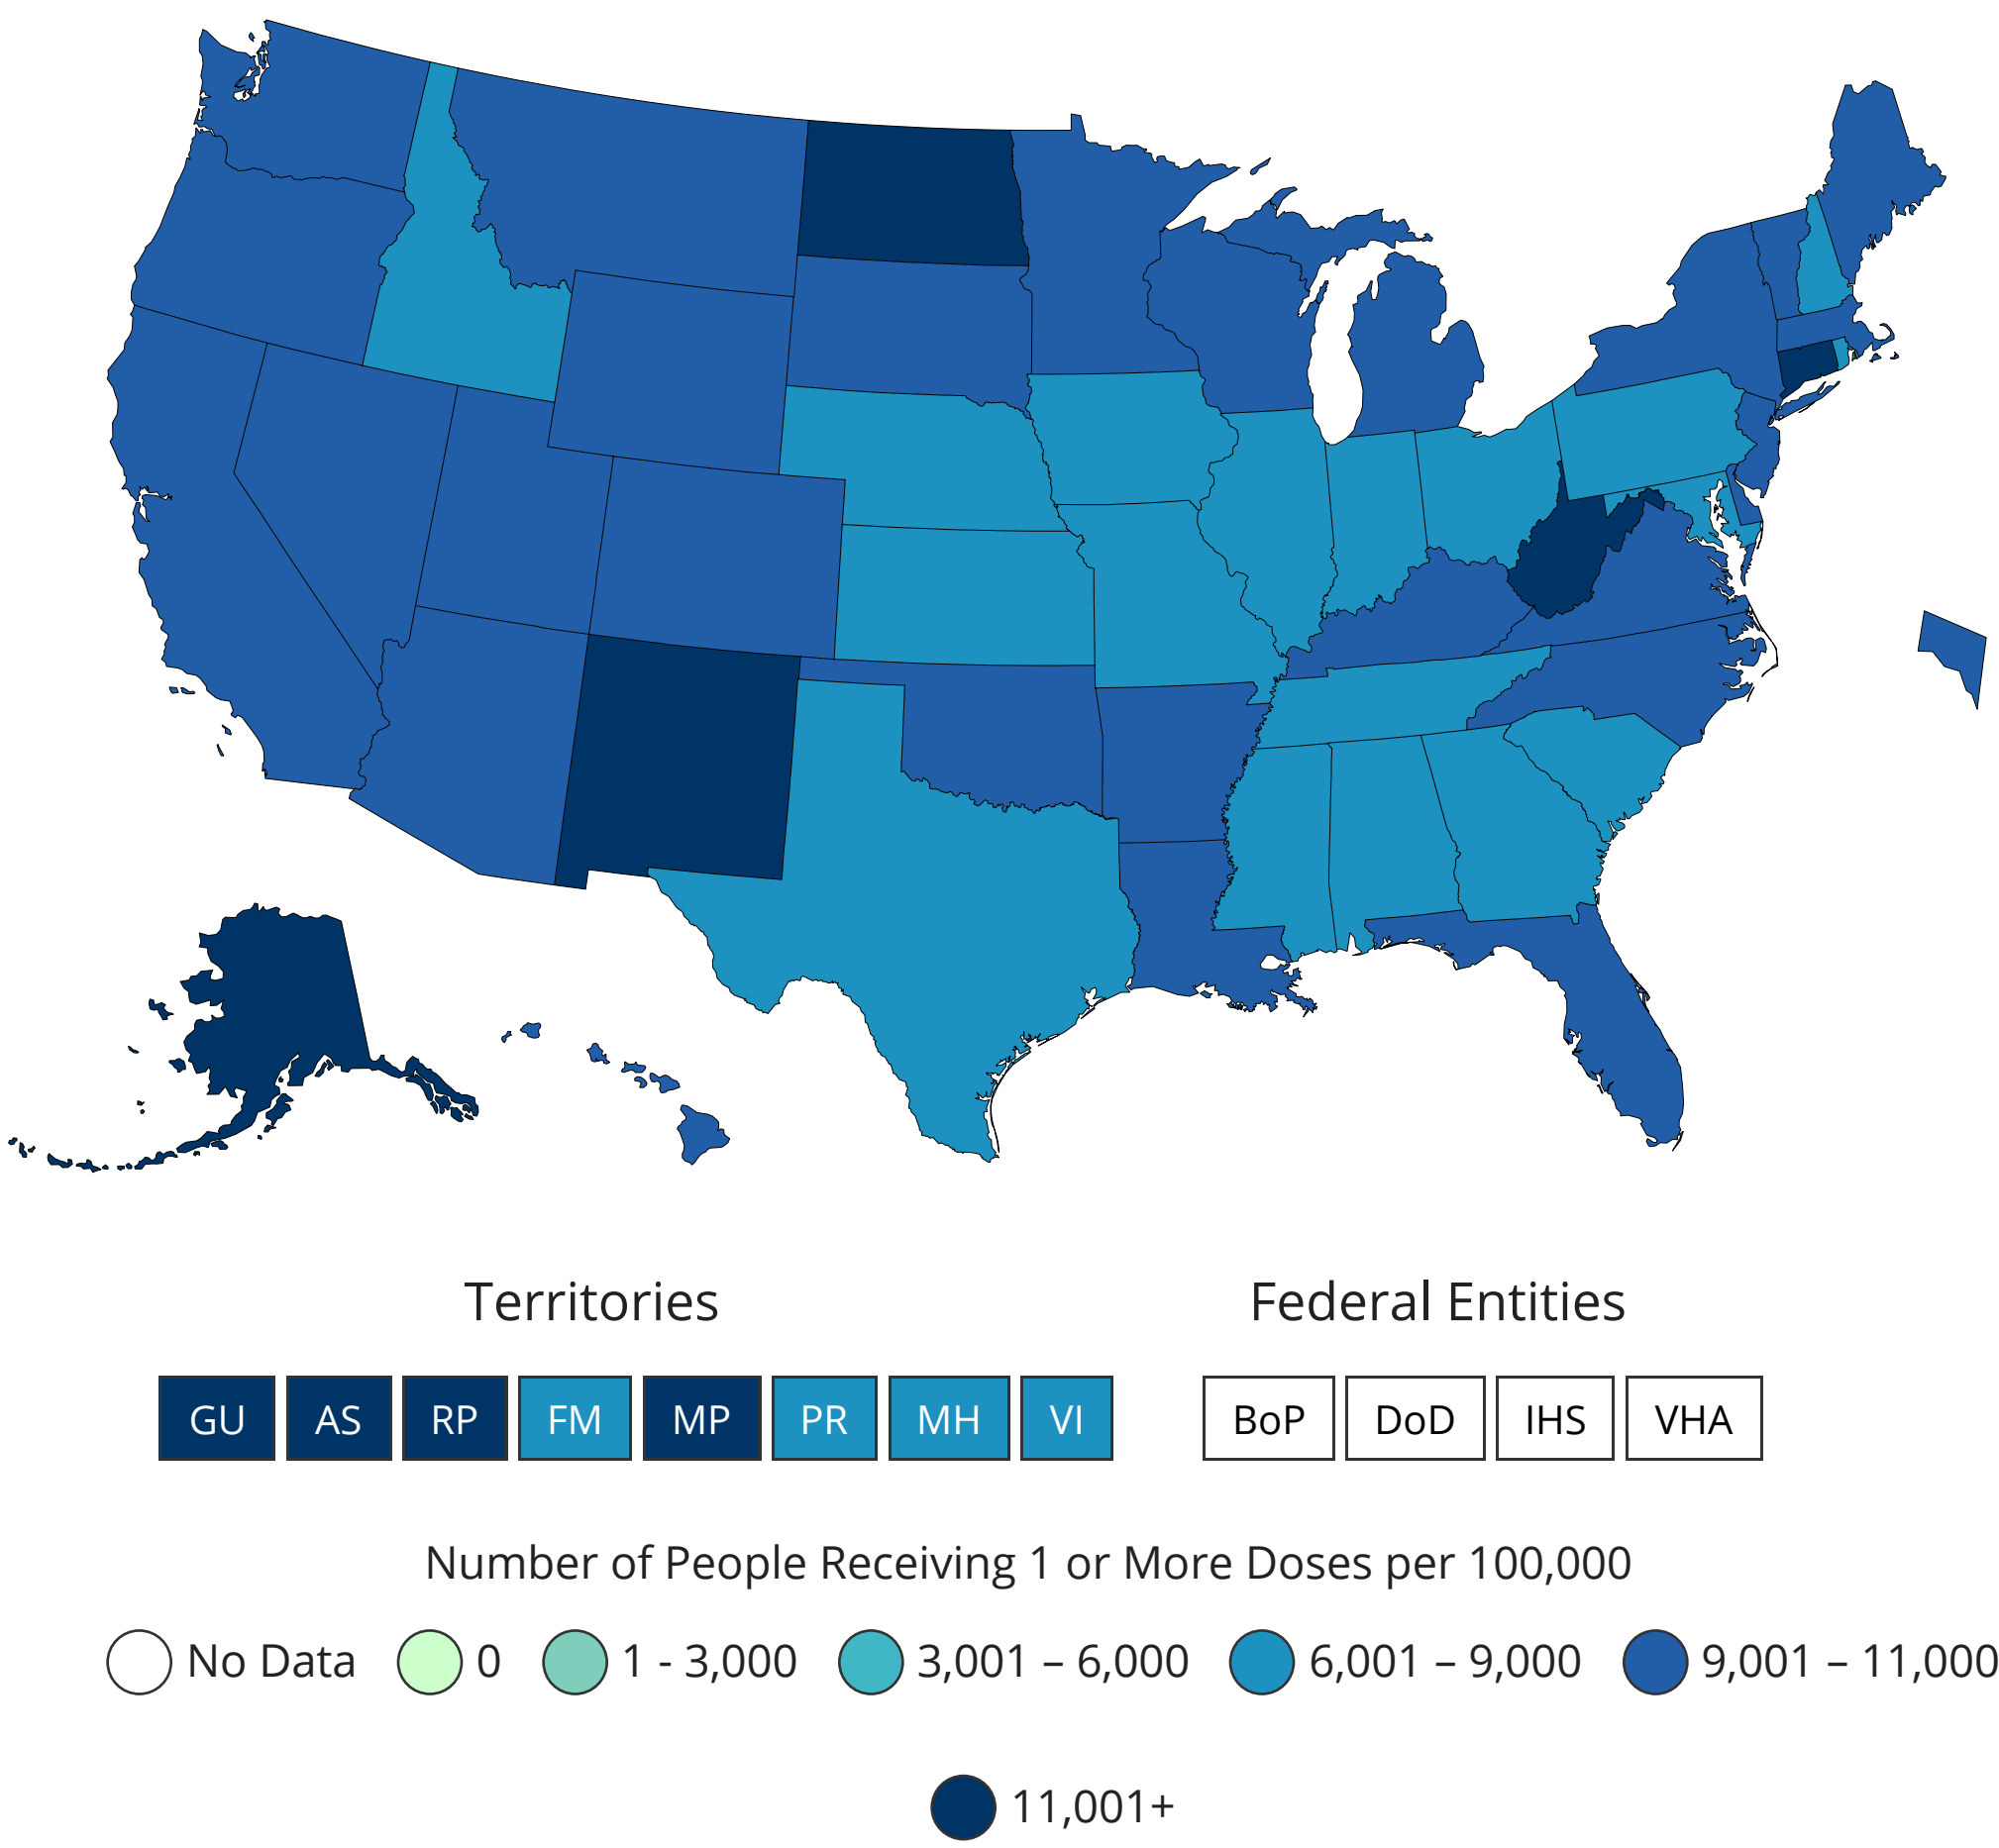 Territories
Federal Entities
GU AS RP FM MP PR MH VI
BoP DoD IHS VHA
Number of People Receiving 1 or More Doses per 100,000
No Data 0 1 - 3,000 3,001 – 6,000 6,001 – 9,000 9,001 – 11,000
11,001+